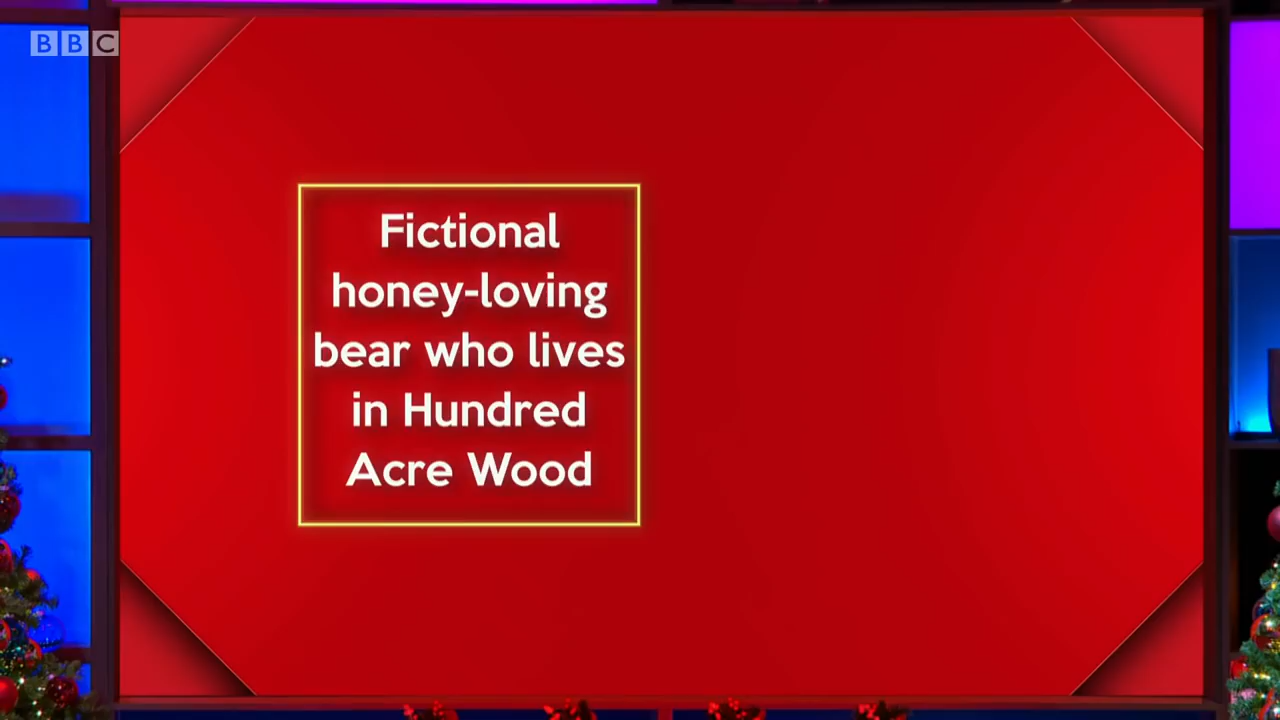 BBC
Fictional
honey-loving
bear who lives
in Hundred
Acre Wood